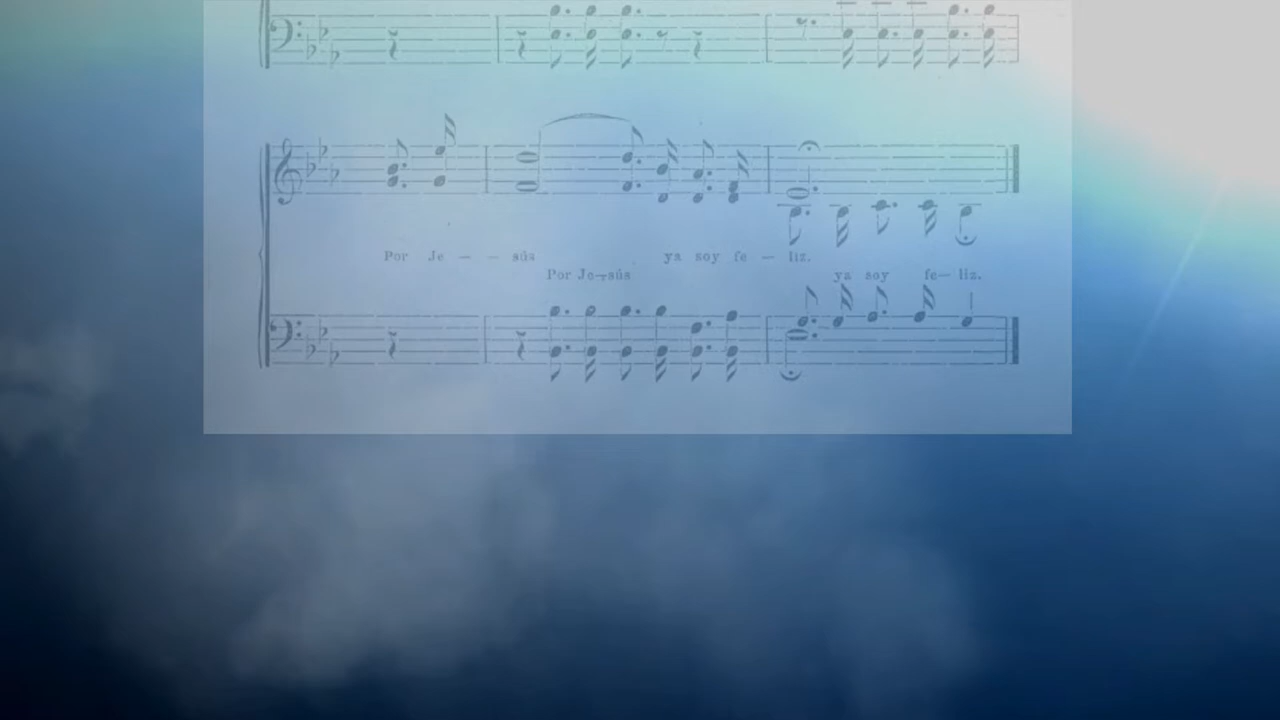 Por Je — — sús ya soy fe — liz.
Por Je—sús ya soy fe— liz.